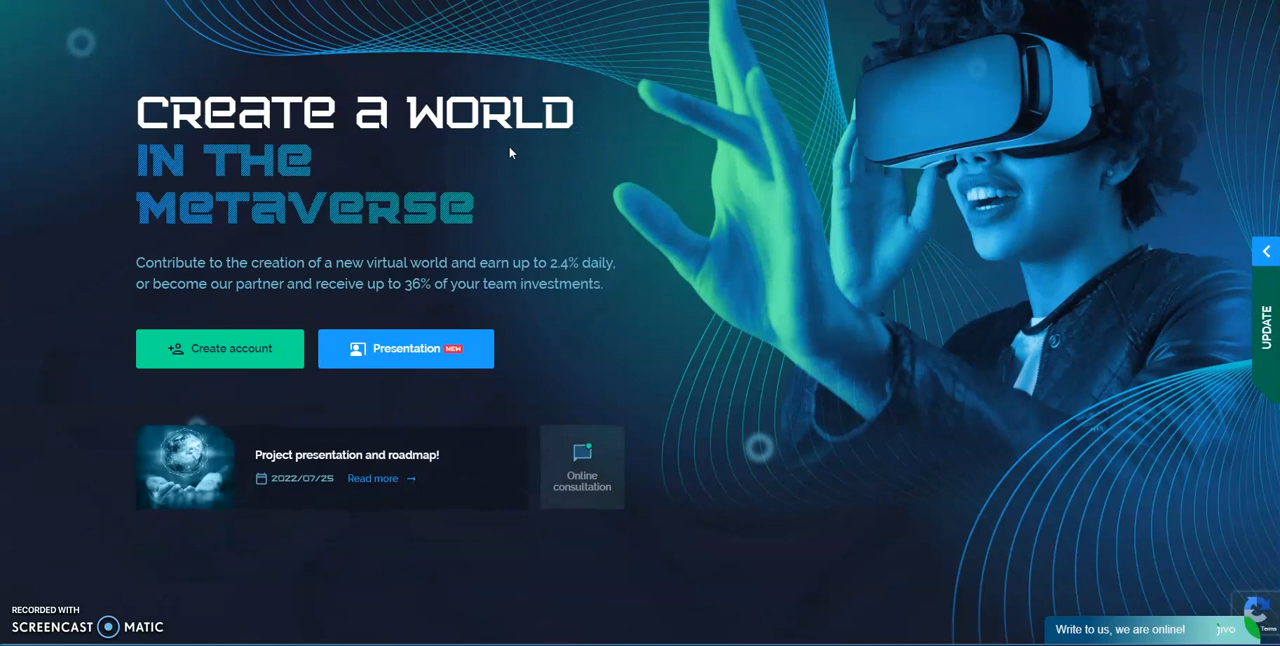 CREATE A WORLD
IN THE
METAVERSE
Contribute to the creation of a new virtual world and earn up to 2.4% daily,
or become our partner and receive up to 36% of your team investments.
Create account
Presentation NEW
Project presentation and roadmap!
2022/07/25 Read more →
Online
consultation
UPDATE
RECORDED WITH
SCREENCAST MATIC
Write to us, we are online! jivo
Terms